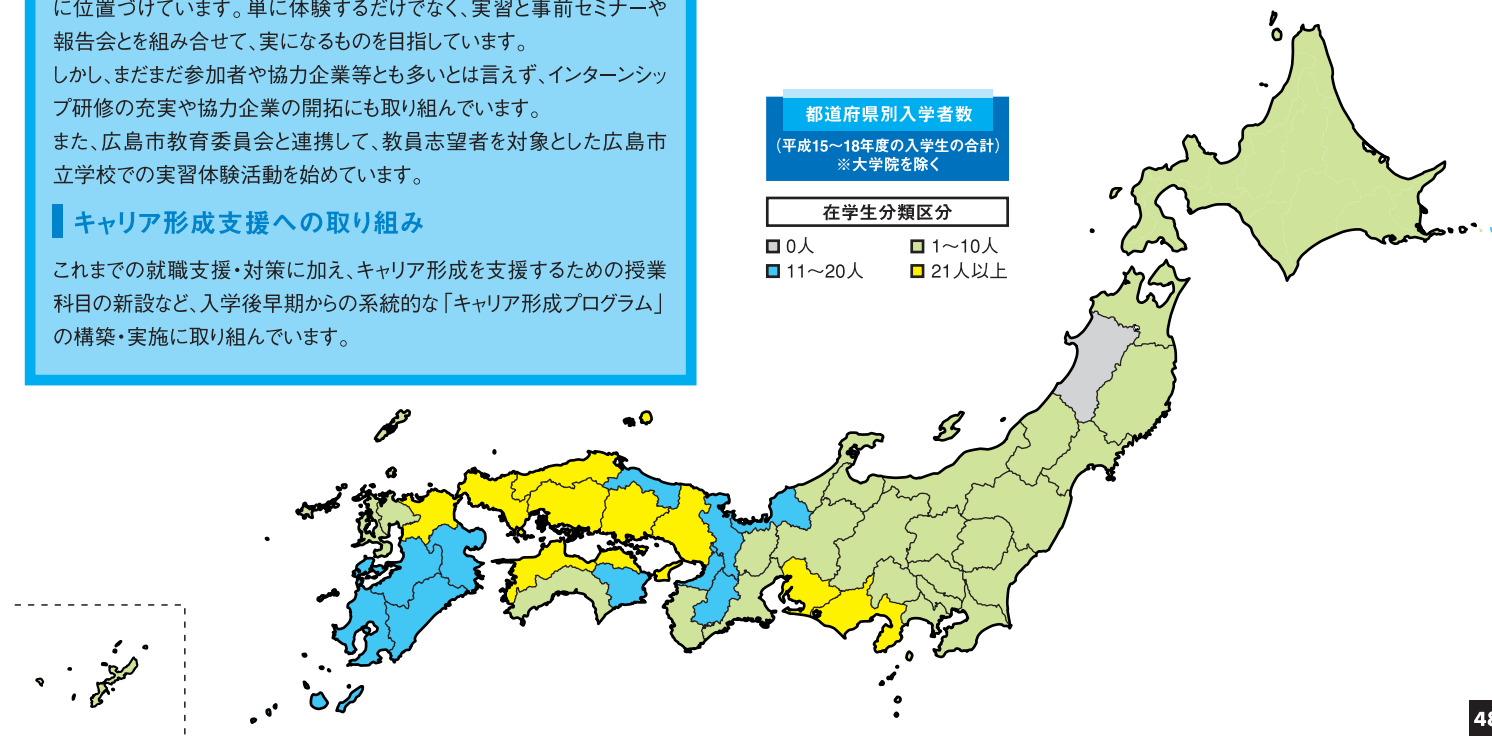 に位置づけています。単に体験するだけでなく、実習と事前セミナーや
報告会とを組み合せて、実になるものを目指しています。
しかし、まだまだ参加者や協力企業等とも多いとは言えず、インターンシッ
プ研修の充実や協力企業の開拓にも取り組んでいます。
また、広島市教育委員会と連携して、教員志望者を対象とした広島市
立学校での実習体験活動を始めています。
キャリア形成支援への取り組み
これまでの就職支援・対策に加え、キャリア形成を支援するための授業
科目の新設など、入学後早期からの系統的な「キャリア形成プログラム」
の構築・実施に取り組んでいます。
都道府県別入学者数
（平成15〜18年度の入学生の合計）
※大学院を除く
在学生分類区分
0人
1〜10人
11〜20人
21人以上
48